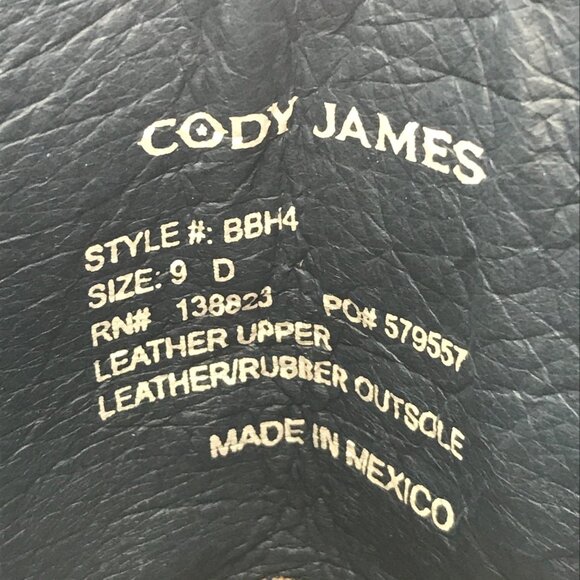 CODY JAMES
STYLE #: BBH4
SIZE: 9 D
RN# 138823 PO# 579557
LEATHER UPPER
LEATHER/RUBBER OUTSOLE
MADE IN MEXICO